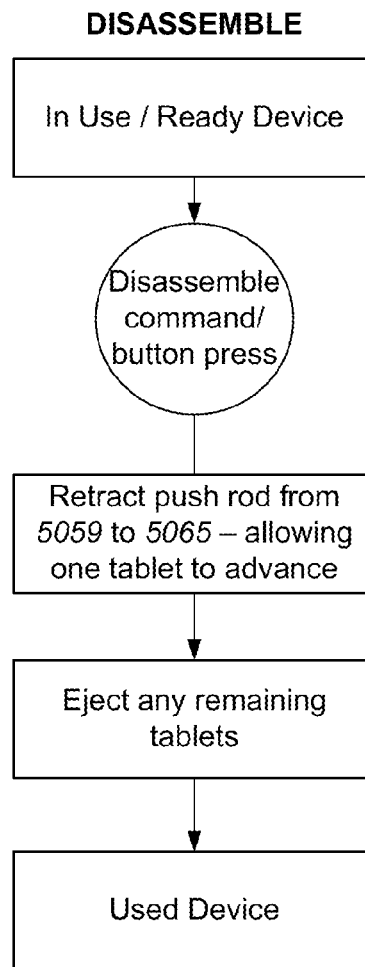 DISASSEMBLE
In Use / Ready Device
Disassemble
command/
button press
Retract push rod from
5059 to 5065 – allowing
one tablet to advance
Eject any remaining
tablets
Used Device